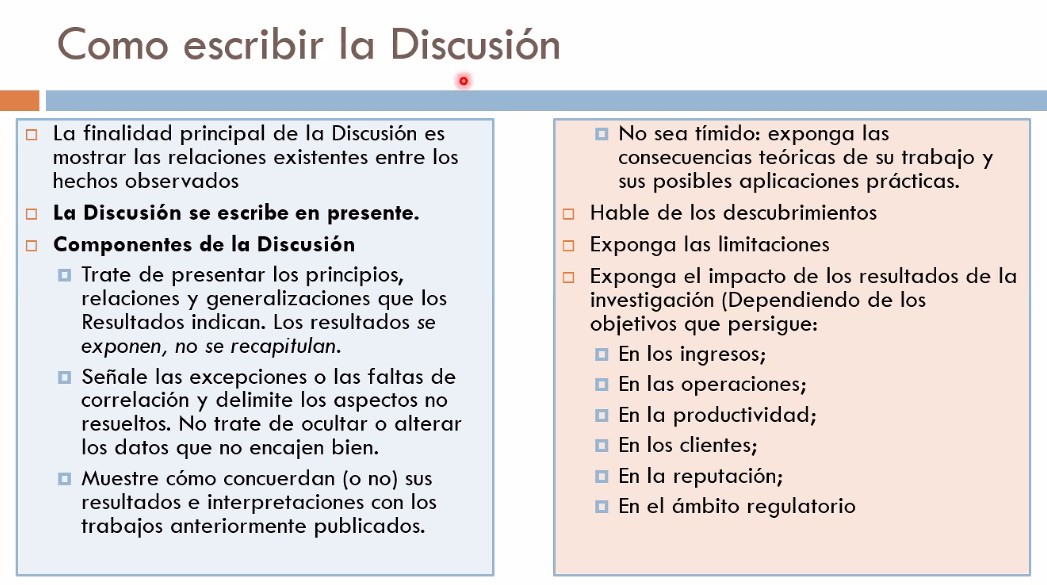 Como escribir la Discusión
La finalidad principal de la Discusión es
mostrar las relaciones existentes entre los
hechos observados
La Discusión se escribe en presente.
Componentes de la Discusión
Trate de presentar los principios,
relaciones y generalizaciones que los
Resultados indican. Los resultados se
exponen, no se recapitulan.
Señale las excepciones o las faltas de
correlación y delimite los aspectos no
resueltos. No trate de ocultar o alterar
los datos que no encajen bien.
Muestre cómo concuerdan (o no) sus
resultados e interpretaciones con los
trabajos anteriormente publicados.
No sea tímido: exponga las
consecuencias teóricas de su trabajo y
sus posibles aplicaciones prácticas.
Hable de los descubrimientos
Exponga las limitaciones
Exponga el impacto de los resultados de la
investigación (Dependiendo de los
objetivos que persigue:
En los ingresos;
En las operaciones;
En la productividad;
En los clientes;
En la reputación;
En el ámbito regulatorio